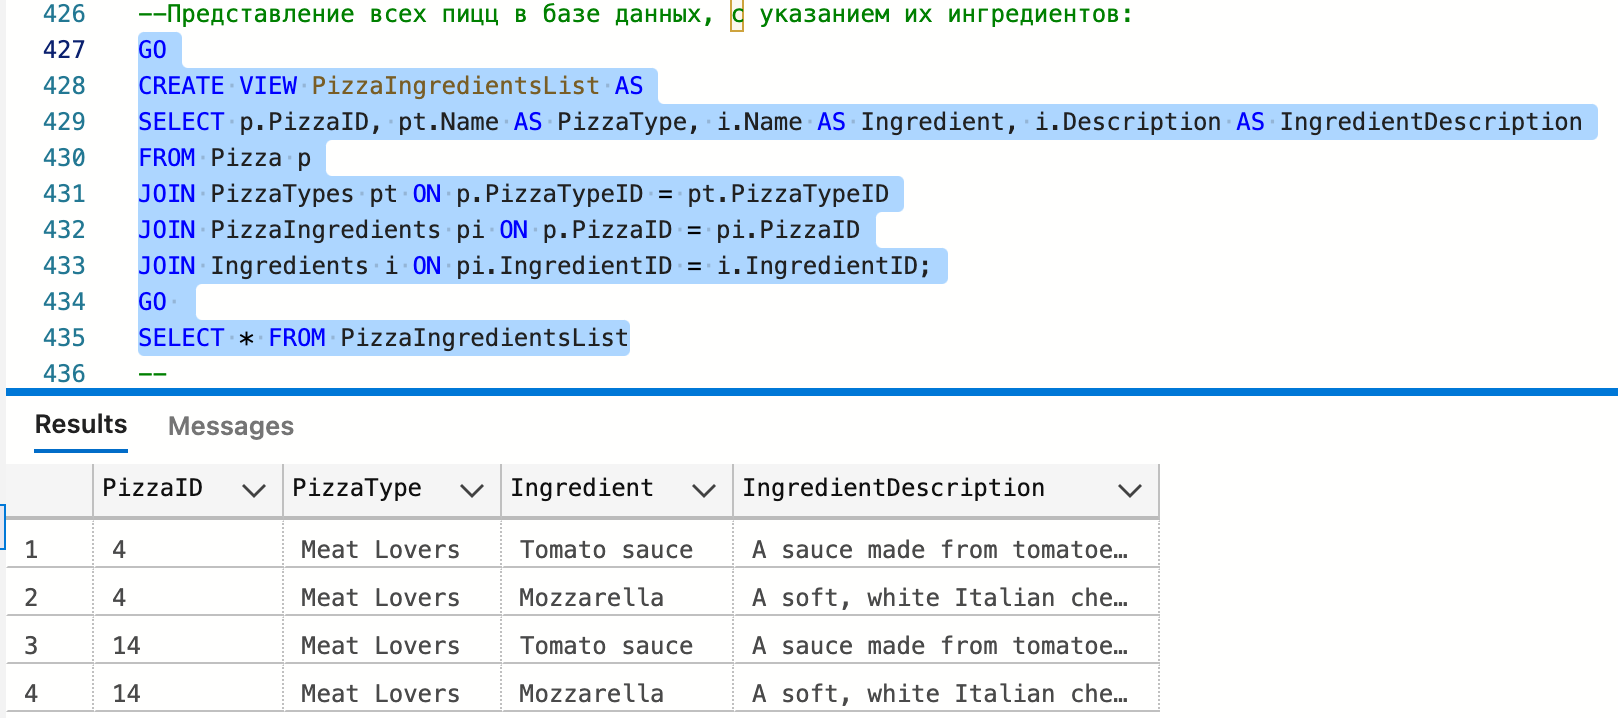 426 --Представление всех пицц в базе данных, с указанием их ингредиентов:
427 GO
428 CREATE VIEW PizzaIngredientsList AS
429 SELECT p.PizzaID, pt.Name AS PizzaType, i.Name AS Ingredient, i.Description AS IngredientDescription
430 FROM Pizza p
431 JOIN PizzaTypes pt ON p.PizzaTypeID = pt.PizzaTypeID
432 JOIN PizzaIngredients pi ON p.PizzaID = pi.PizzaID
433 JOIN Ingredients i ON pi.IngredientID = i.IngredientID;
434 GO
435 SELECT * FROM PizzaIngredientsList
436 --
Results Messages
PizzaID PizzaType Ingredient IngredientDescription
1 4 Meat Lovers Tomato sauce A sauce made from tomatoe…
2 4 Meat Lovers Mozzarella A soft, white Italian che…
3 14 Meat Lovers Tomato sauce A sauce made from tomatoe…
4 14 Meat Lovers Mozzarella A soft, white Italian che…